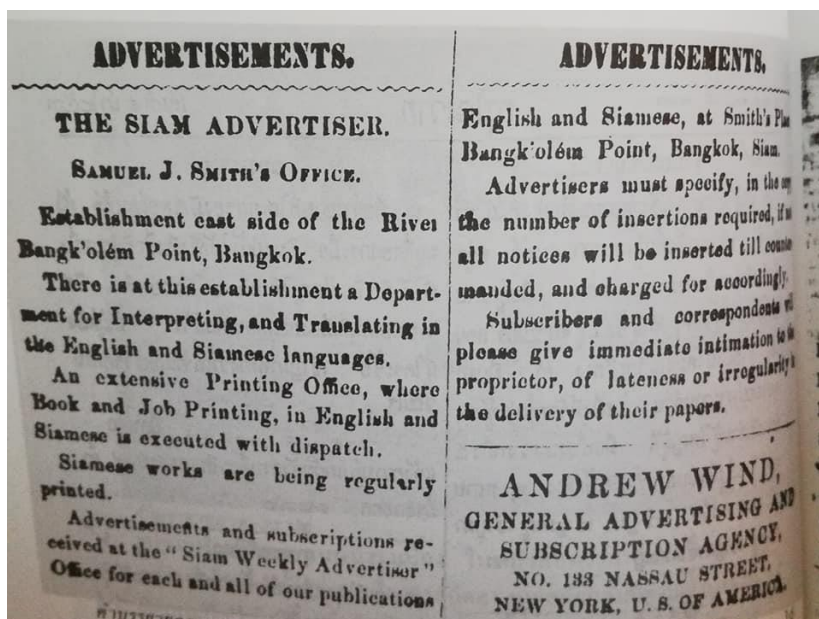 ADVERTISEMENTS.
THE SIAM ADVERTISER.
SAMUEL J. SMITH'S OFFICE.
Establishment east side of the River
Bangk'olém Point, Bangkok.
There is at this establishment a Depart-
ment for Interpreting, and Translating in
the English and Siamese languages.
An extensive Printing Office, where
Book and Job Printing, in English and
Siamese is executed with dispatch.
Siamese works are being regularly
printed.
Advertisements and subscriptions re-
ceived at the "Siam Weekly Advertiser"
Office for each and all of our publications
ADVERTISEMENTS.
English and Siamese, at Smith's
Bangk'olém Point, Bangkok, Siam.
Advertisers must specify, in the
the number of insertions required,
all notices will be inserted till
manded, and charged for accordingly.
Subscribers and correspondents
please give immediate intimation to
proprietor, of lateness or irregularity
the delivery of their papers.
ANDREW WIND,
GENERAL ADVERTISING AND
SUBSCRIPTION AGENCY,
NO. 133 NASSAU STREET,
NEW YORK, U. S. OF AMERICA.